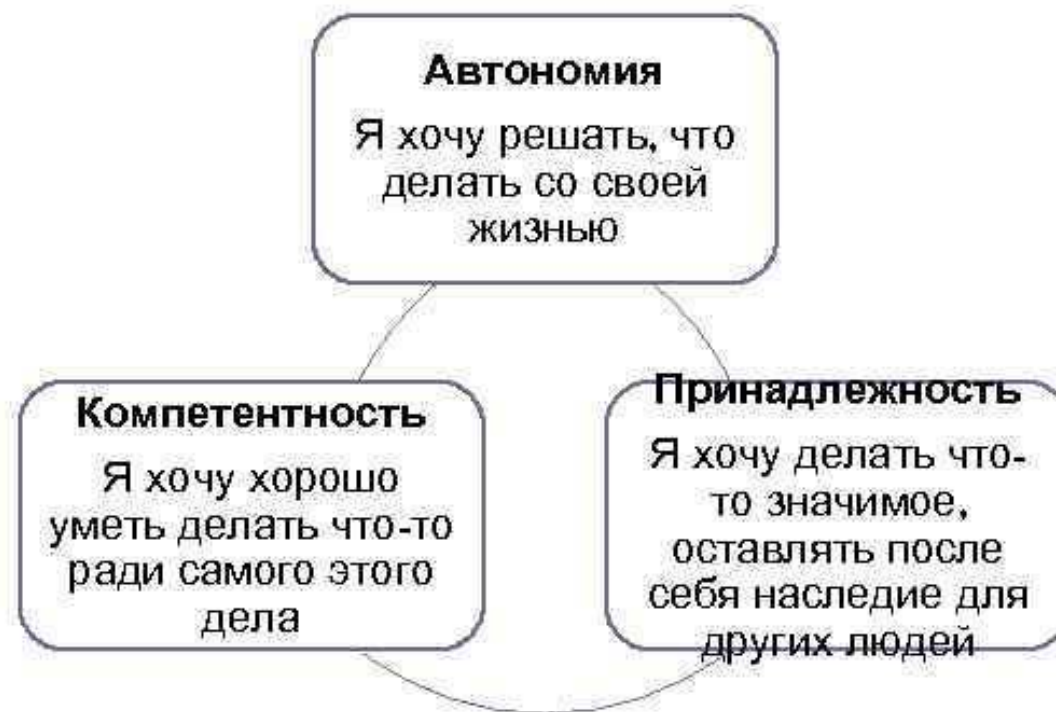 Автономия
Я хочу решать, что
делать со своей
жизнью
Компетентность
Я хочу хорошо
уметь делать что-то
ради самого этого
дела
Принадлежность
Я хочу делать что-
то значимое,
оставлять после
себя наследие для
других людей